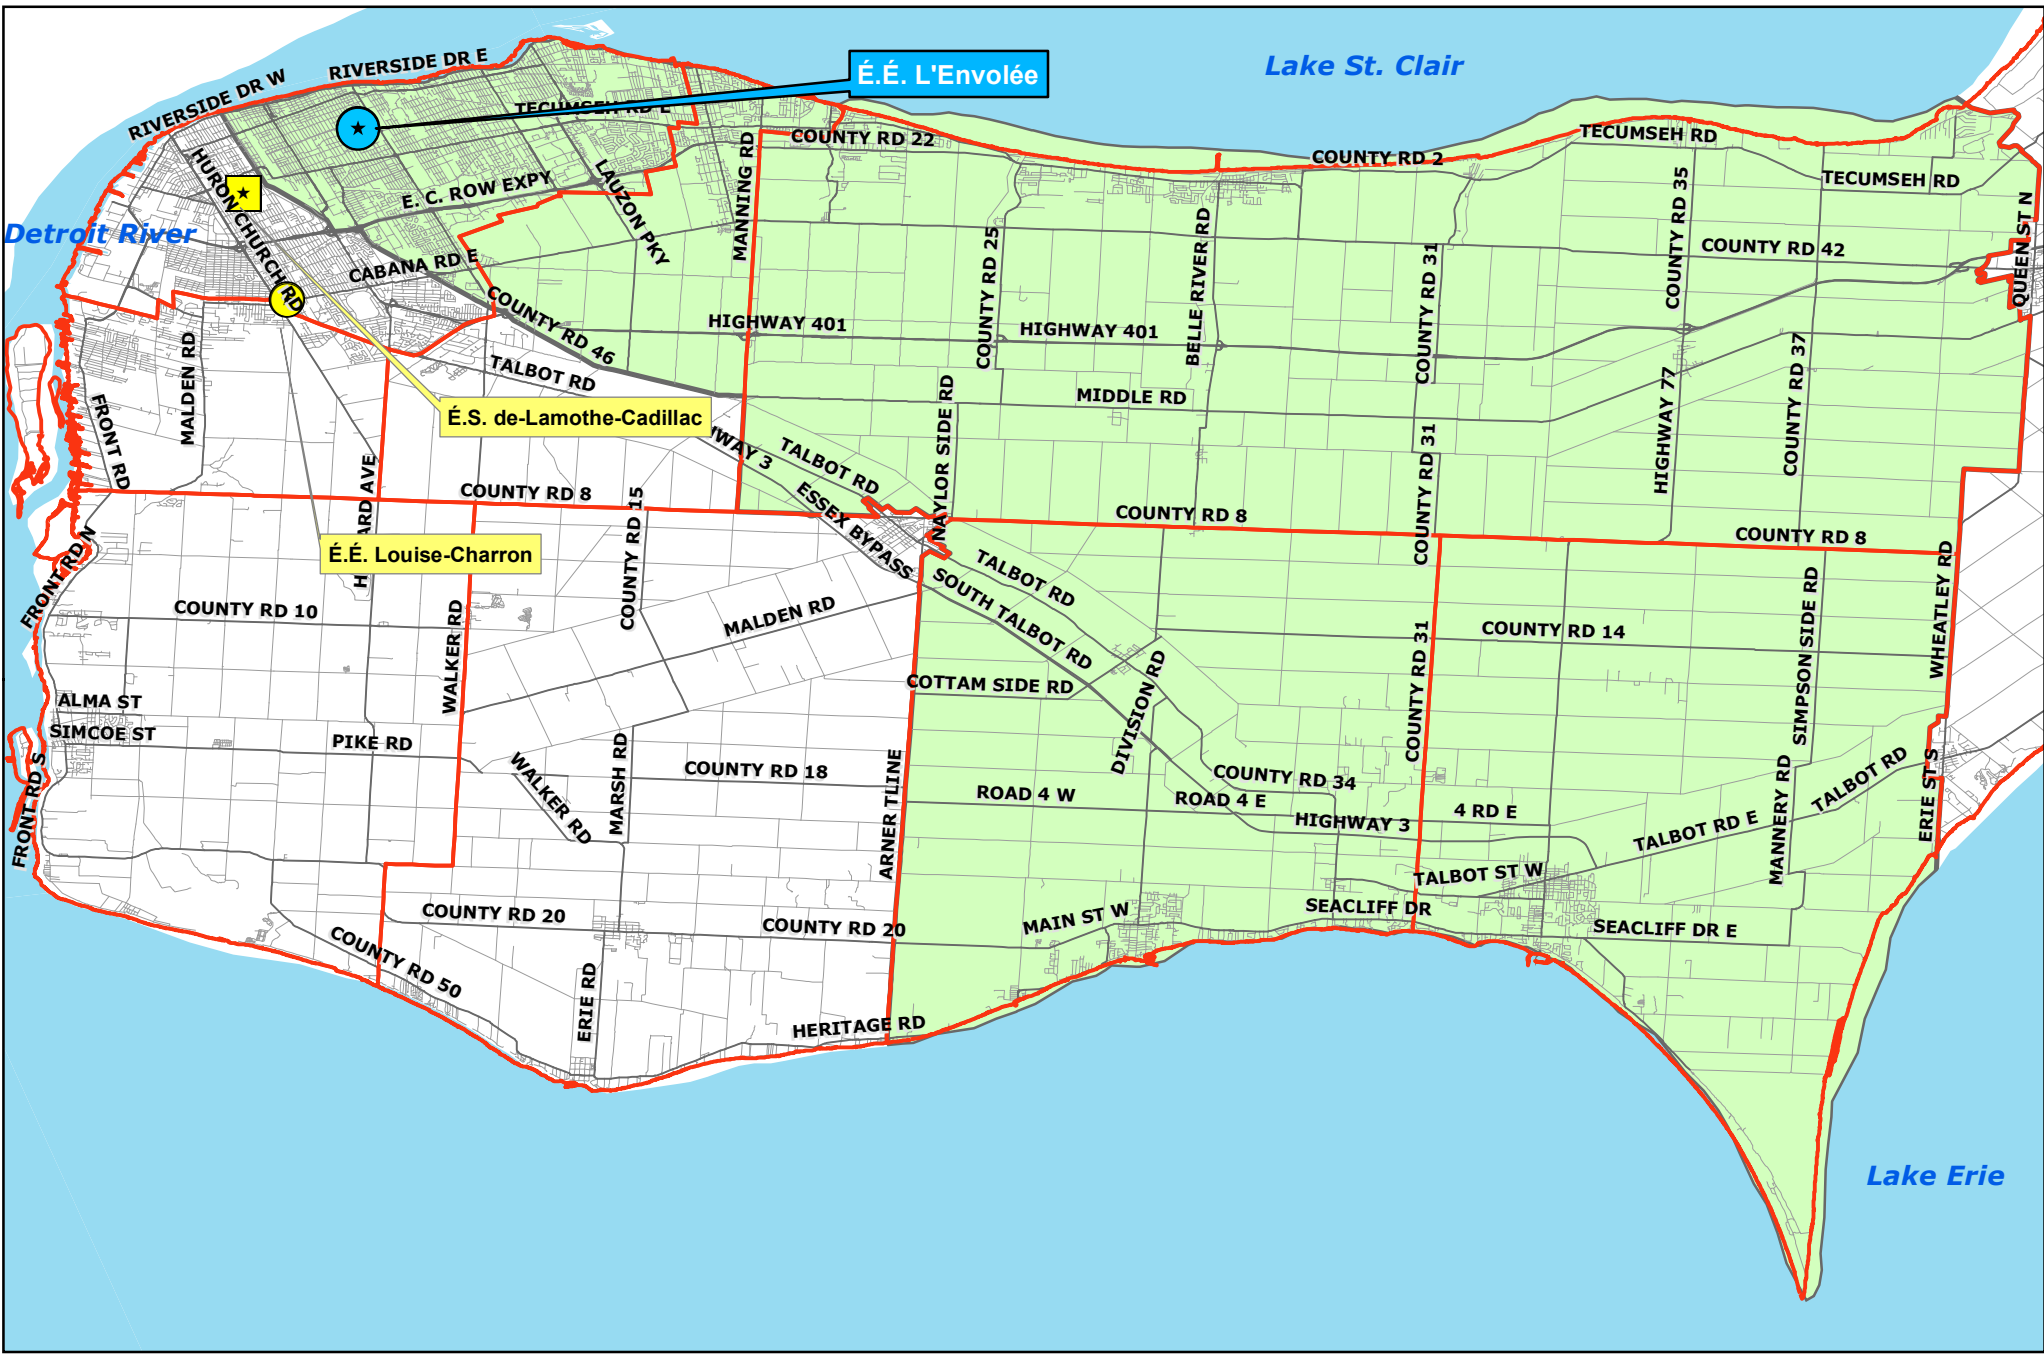 Lake St. Clair
É.É. L'Envolée
RIVERSIDE DR E
RIVERSIDE DR W
TECUMSEH RD E
COUNTY RD 22
TECUMSEH RD
COUNTY RD 2
TECUMSEH RD
HURON CHURCH RD
E. C. ROW EXPY
LAUZON PKY
MANNING RD
COUNTY RD 35
QUEEN ST N
Detroit River
CABANA RD E
COUNTY RD 25
BELLE RIVER RD
COUNTY RD 31
COUNTY RD 42
COUNTY RD 46
HIGHWAY 401
HIGHWAY 401
MALDEN RD
TALBOT RD
MIDDLE RD
COUNTY RD 37
HIGHWAY 77
FRONT RD
É.S. de-Lamothe-Cadillac
WAY 3
TALBOT RD
NAYLOR SIDE RD
COUNTY RD 31
COUNTY RD 8
COUNTY RD 15
ESSEX BYPASS
COUNTY RD 8
COUNTY RD 8
ARD AVE
H
É.É. Louise-Charron
FRONT RD N
COUNTY RD 10
WALKER RD
MALDEN RD
SOUTH TALBOT RD
TALBOT RD
COUNTY RD 14
COUNTY RD 31
SIMPSON SIDE RD
WHEATLEY RD
COTTAM SIDE RD
DIVISION RD
ALMA ST
SIMCOE ST
PIKE RD
WALKER RD
MARSH RD
COUNTY RD 18
ARNER TLINE
ROAD 4 W
ROAD 4 E
COUNTY RD 34
HIGHWAY 3
4 RD E
TALBOT RD E
MANNERY RD
TALBOT RD
ERIE ST S
FRONT RD S
TALBOT ST W
SEACLIFF DR
SEACLIFF DR E
MAIN ST W
COUNTY RD 20
COUNTY RD 20
COUNTY RD 50
ERIE RD
HERITAGE RD
Lake Erie